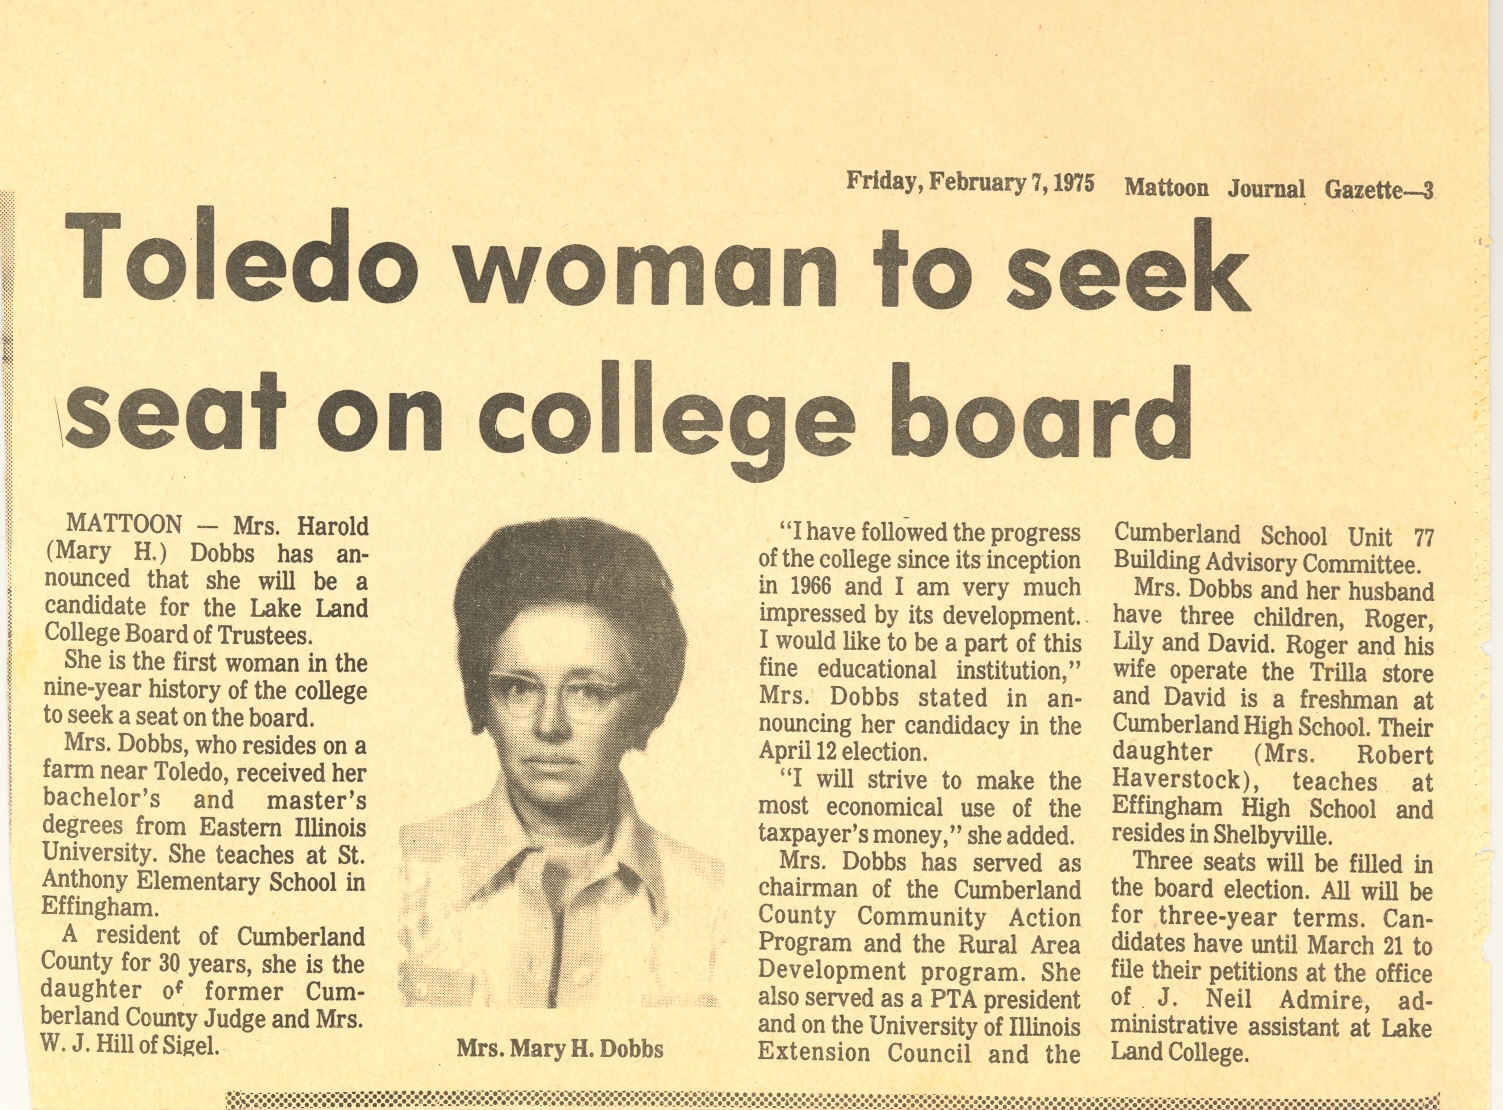 Friday, February 7, 1975 Mattoon Journal Gazette—3
Toledo woman to seek
seat on college board
MATTOON — Mrs. Harold
(Mary H.) Dobbs has an-
nounced that she will be a
candidate for the Lake Land
College Board of Trustees.
She is the first woman in the
nine-year history of the college
to seek a seat on the board.
Mrs. Dobbs, who resides on a
farm near Toledo, received her
bachelor's and master's
degrees from Eastern Illinois
University. She teaches at St.
Anthony Elementary School in
Effingham.
A resident of Cumberland
County for 30 years, she is the
daughter of former Cum-
berland County Judge and Mrs.
W. J. Hill of Sigel.
Mrs. Mary H. Dobbs
"I have followed the progress
of the college since its inception
in 1966 and I am very much
impressed by its development.
I would like to be a part of this
fine educational institution,"
Mrs. Dobbs stated in an-
nouncing her candidacy in the
April 12 election.
"I will strive to make the
most economical use of the
taxpayer's money," she added.
Mrs. Dobbs has served as
chairman of the Cumberland
County Community Action
Program and the Rural Area
Development program. She
also served as a PTA president
and on the University of Illinois
Extension Council and the
Cumberland School Unit 77
Building Advisory Committee.
Mrs. Dobbs and her husband
have three children, Roger,
Lily and David. Roger and his
wife operate the Trilla store
and David is a freshman at
Cumberland High School. Their
daughter (Mrs. Robert
Haverstock), teaches at
Effingham High School and
resides in Shelbyville.
Three seats will be filled in
the board election. All will be
for three-year terms. Can-
didates have until March 21 to
file their petitions at the office
of J. Neil Admire, ad-
ministrative assistant at Lake
Land College.